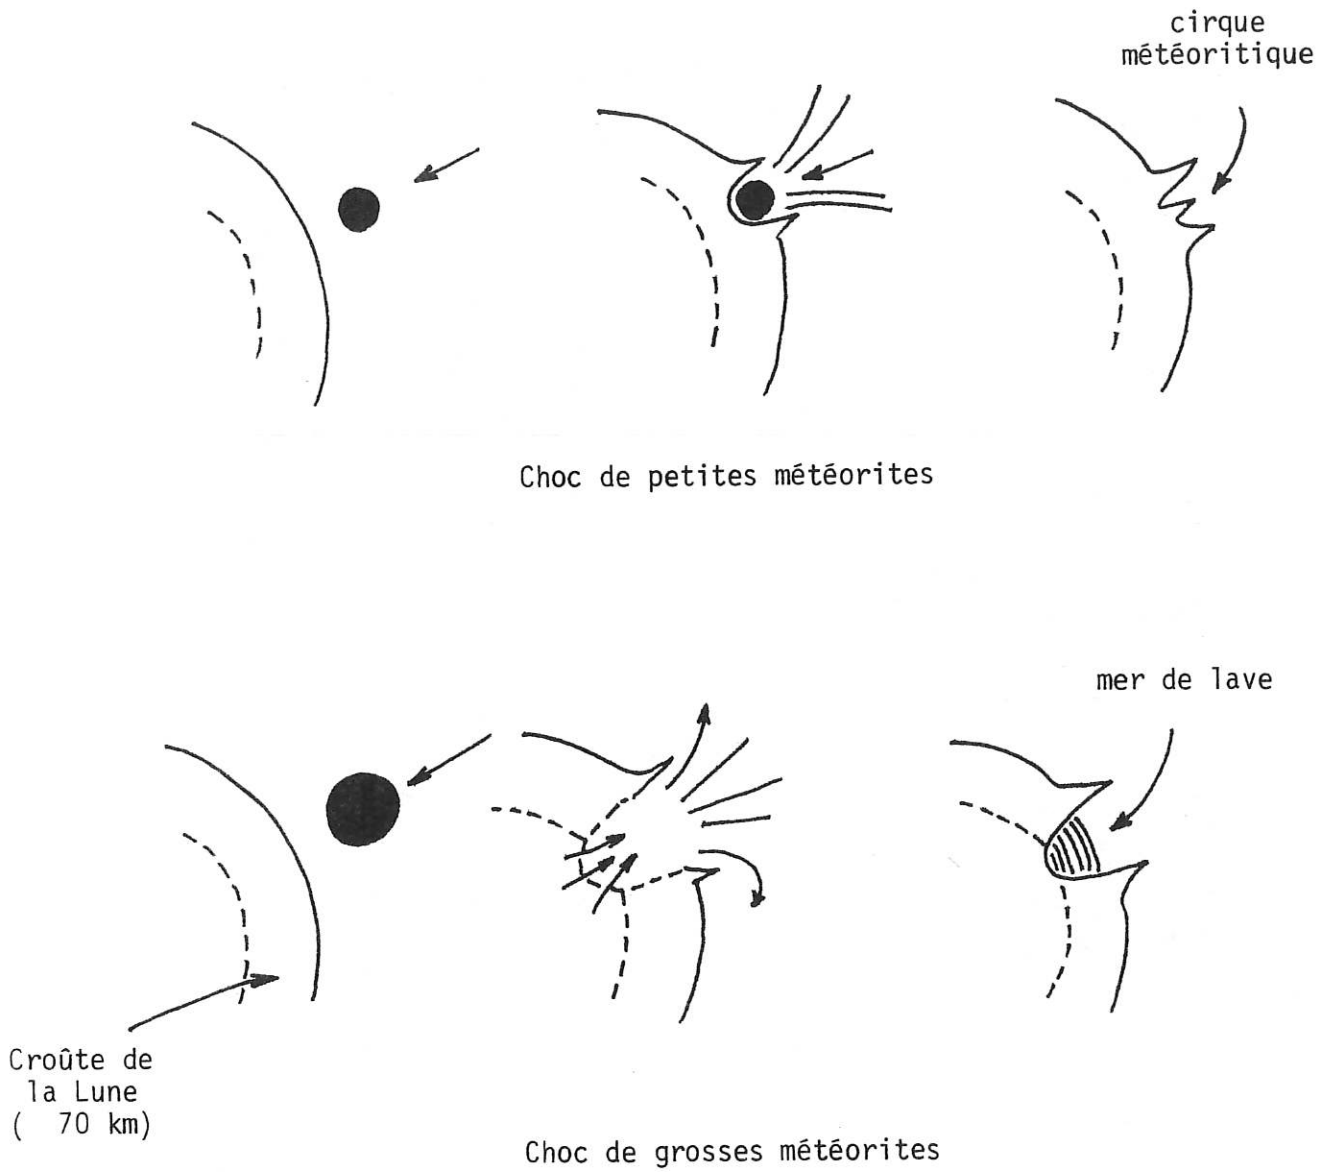 cirque
météoritique
Choc de petites météorites
mer de lave
Croûte de
la Lune
( 70 km)
Choc de grosses météorites